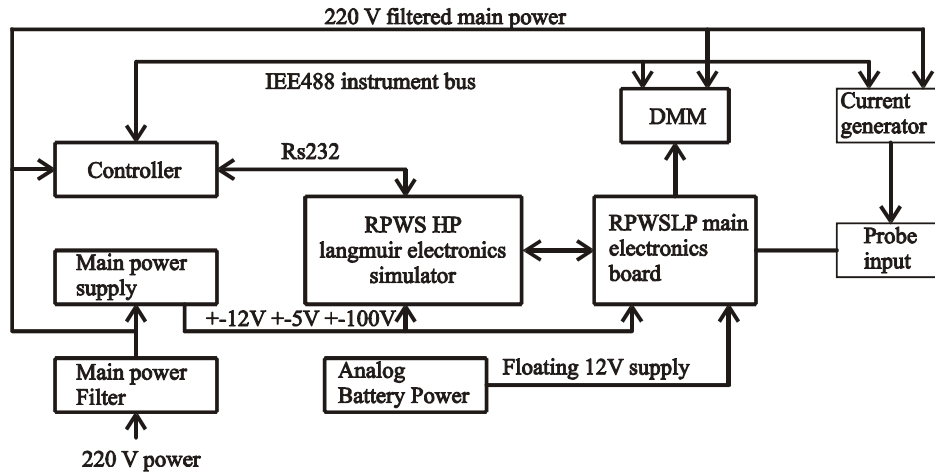 220 V filtered main power
IEE488 instrument bus
DMM
Current
generator
Rs232
Controller
RPWS HP
langmuir electronics
simulator
RPWSLP main
electronics
board
Probe
input
Main power
supply
+-12V +-5V +-100V
Main power
Filter
Analog
Battery Power
Floating 12V supply
220 V power